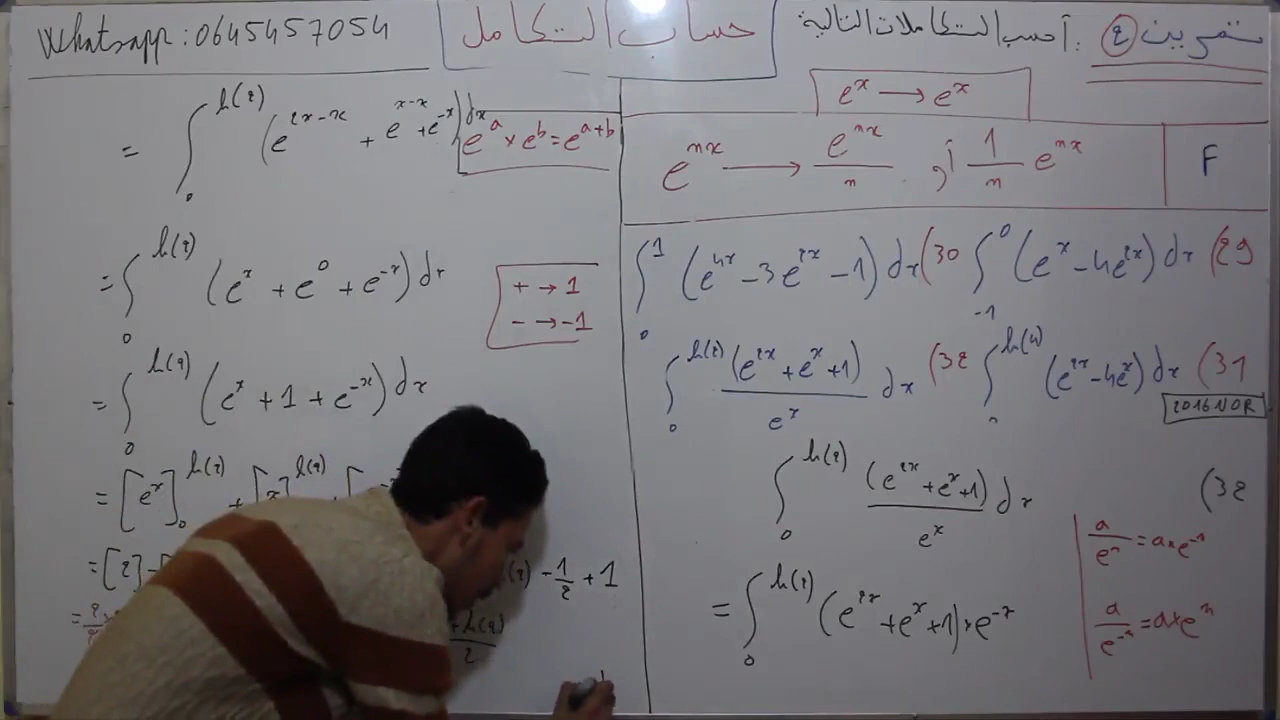 تمرين ٤: أحسب التكاملات التالية
حساب التكامل
Whatsapp: 0645457054
e^x → e^x
e^{nx} → e^{nx}/n أو 1/n e^{nx}
F
29) ∫_{-1}^{0} (e^x - 4e^{2x}) dx
30) ∫_{0}^{1} (e^{4x} - 3e^{2x} - 1) dx
31) ∫_{0}^{ln(4)} (e^{2x} - 4e^x) dx
2016 NOR
32) ∫_{0}^{ln(2)} (e^{2x} + e^x + 1)/e^x dx
32) ∫_{0}^{ln(2)} (e^{2x} + e^x + 1)/e^x dx
a/e^n = a × e^{-n}
= ∫_{0}^{ln(2)} (e^{2x} + e^x + 1) × e^{-x}
a/e^{-n} = a × e^n
= ∫_{0}^{ln(2)} (e^{2x-x} + e^{x-x} + e^{-x}) dx
e^a × e^b = e^{a+b}
= ∫_{0}^{ln(2)} (e^x + e^0 + e^{-x}) dx
+ → 1
- → -1
= ∫_{0}^{ln(2)} (e^x + 1 + e^{-x}) dx
= [e^x]_{0}^{ln(2)} + [x]^{ln(2)} + [
= [2] -
- 1/2 + 1
+ ln(2)
2